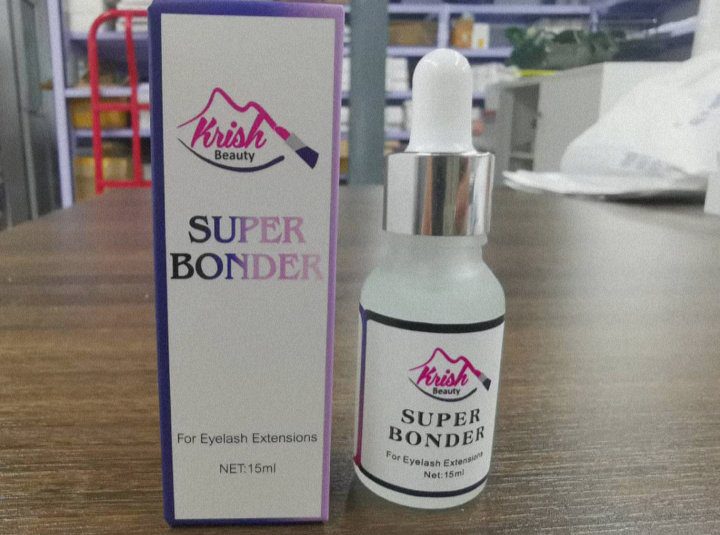 Krish
Beauty
SUPER
BONDER
For Eyelash Extensions
NET:15ml
Krish
Beauty
SUPER
BONDER
For Eyelash Extensions
Net:15ml